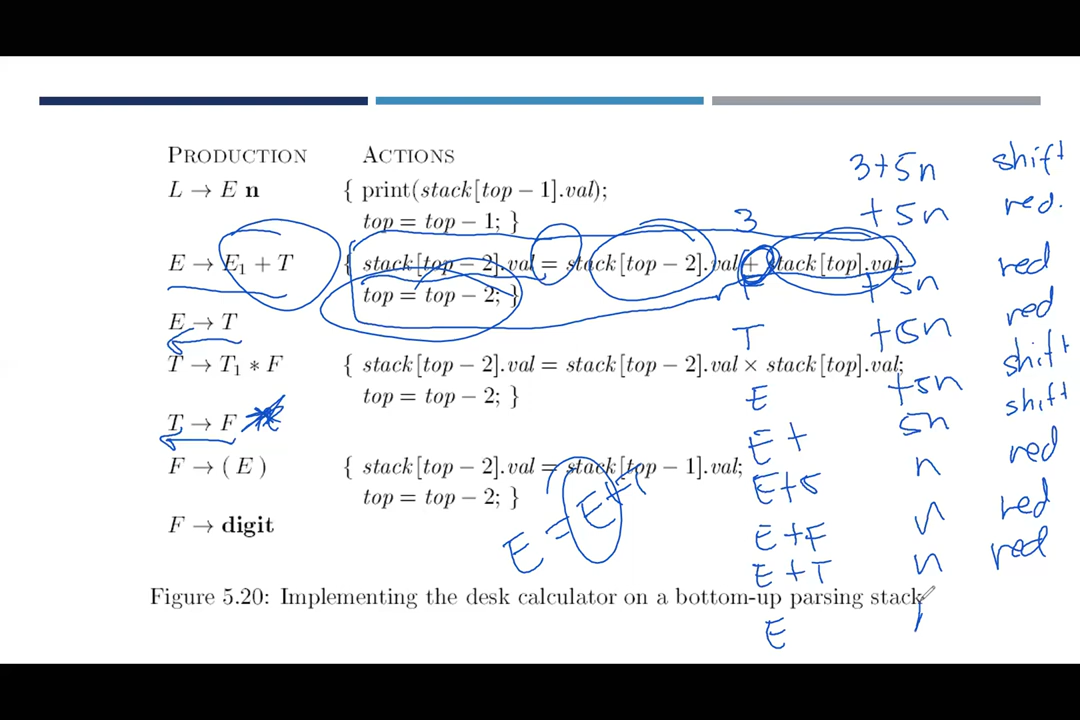 PRODUCTION ACTIONS
L → E n { print(stack[top − 1].val);
top = top − 1; }
E → E₁ + T { stack[top − 2].val = stack[top − 2].val + stack[top].val;
top = top − 2; }
E → T
T → T₁ * F { stack[top − 2].val = stack[top − 2].val × stack[top].val;
top = top − 2; }
T → F
F → ( E ) { stack[top − 2].val = stack[top − 1].val;
top = top − 2; }
F → digit
E = E+T
Figure 5.20: Implementing the desk calculator on a bottom-up parsing stack
3+5n shift
3 +5n red.
F +5n red
T +5n red
E +5n shift
E+ 5n shift
E+5 n red
E+F n red
E+T n red
E